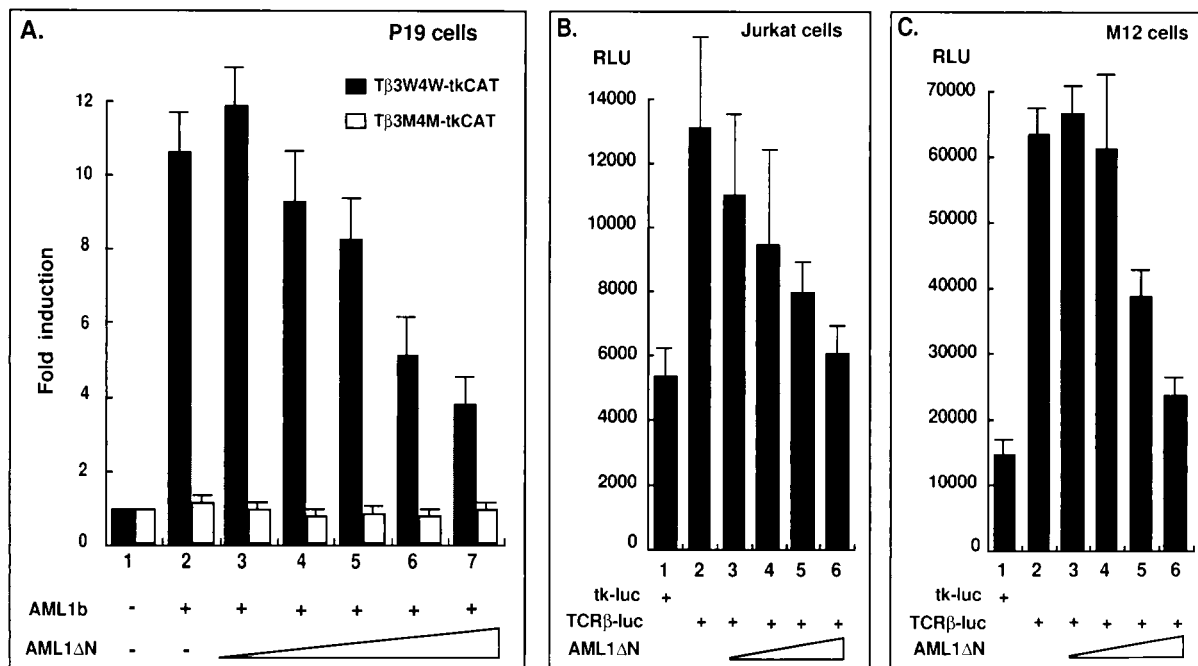 A.
P19 cells
Tβ3W4W-tkCAT
Tβ3M4M-tkCAT
Fold induction
12
10
8
6
4
2
0
1 2 3 4 5 6 7
AML1b - + + + + + +
AML1ΔN - -
B.
Jurkat cells
RLU
14000
12000
10000
8000
6000
4000
2000
0
1 2 3 4 5 6
tk-luc +
TCRβ-luc + + + + +
AML1ΔN
C.
M12 cells
RLU
70000
60000
50000
40000
30000
20000
10000
0
1 2 3 4 5 6
tk-luc +
TCRβ-luc + + + + +
AML1ΔN